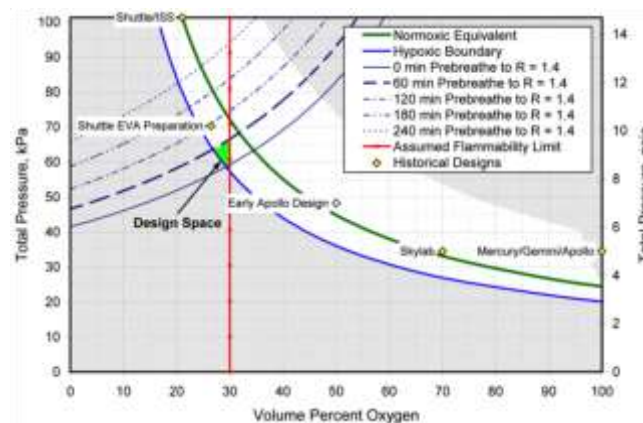 Shuttle/ISS
100
90
80
70
60
50
40
30
20
10
0
Total Pressure, kPa
Normoxic Equivalent
Hypoxic Boundary
0 min Prebreathe to R = 1.4
60 min Prebreathe to R = 1.4
120 min Prebreathe to R = 1.4
180 min Prebreathe to R = 1.4
240 min Prebreathe to R = 1.4
Assumed Flammability Limit
Historical Designs
Shuttle EVA Preparation
Early Apollo Design
Design Space
Skylab
Mercury/Gemini/Apollo
14
12
10
8
6
4
2
0
0 10 20 30 40 50 60 70 80 90 100
Volume Percent Oxygen